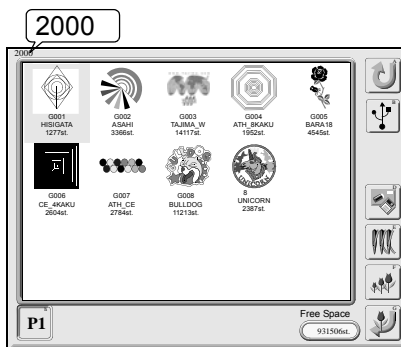 2000
2000
G001
HISIGATA
1277st.
G002
ASAHI
3366st.
G003
TAJIMA_W
14117st.
G004
ATH_8KAKU
1952st.
G005
BARA18
4545st.
G006
CE_4KAKU
2604st.
G007
ATH_CE
2784st.
G008
BULLDOG
11213st.
8
UNICORN
2387st.
UNICORN
P1
Free Space
931506st.